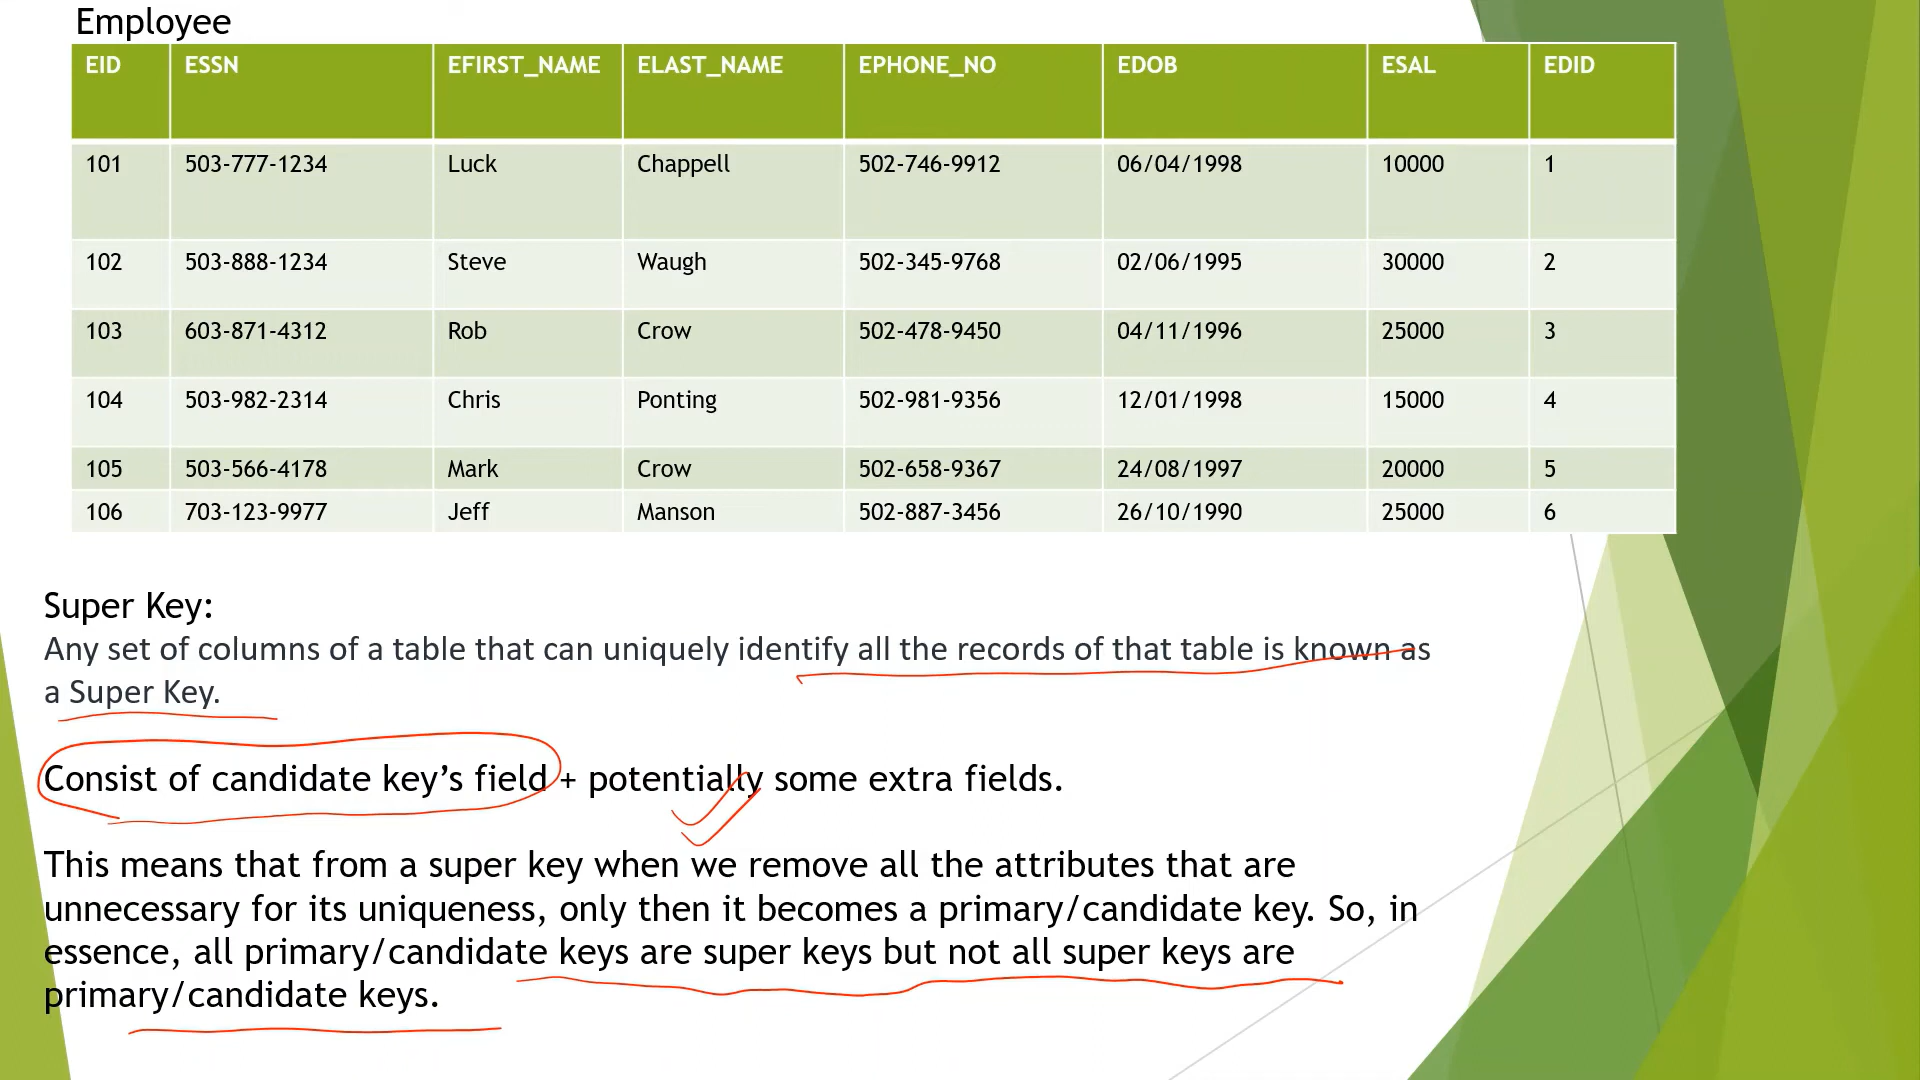 Employee
EID ESSN EFIRST_NAME ELAST_NAME EPHONE_NO EDOB ESAL EDID
101 503-777-1234 Luck Chappell 502-746-9912 06/04/1998 10000 1
102 503-888-1234 Steve Waugh 502-345-9768 02/06/1995 30000 2
103 603-871-4312 Rob Crow 502-478-9450 04/11/1996 25000 3
104 503-982-2314 Chris Ponting 502-981-9356 12/01/1998 15000 4
105 503-566-4178 Mark Crow 502-658-9367 24/08/1997 20000 5
106 703-123-9977 Jeff Manson 502-887-3456 26/10/1990 25000 6
Super Key:
Any set of columns of a table that can uniquely identify all the records of that table is known as
a Super Key.
Consist of candidate key’s field + potentially some extra fields.
This means that from a super key when we remove all the attributes that are
unnecessary for its uniqueness, only then it becomes a primary/candidate key. So, in
essence, all primary/candidate keys are super keys but not all super keys are
primary/candidate keys.